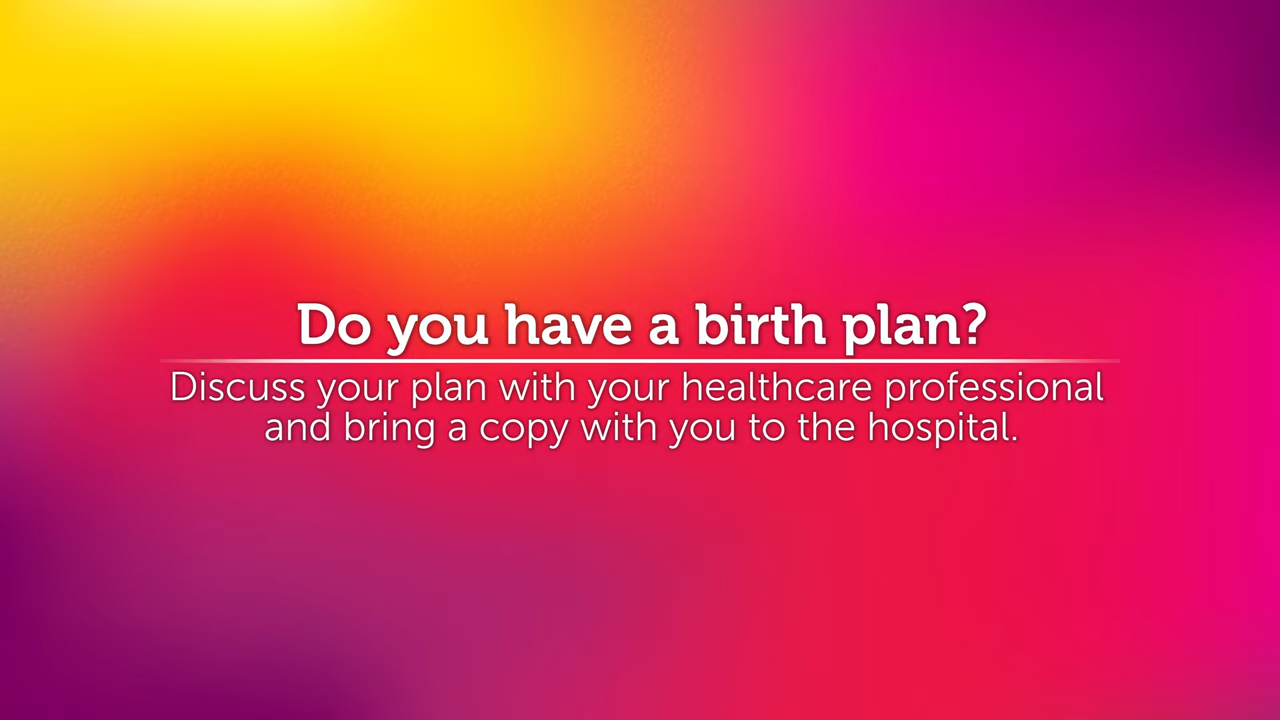 Do you have a birth plan?
Discuss your plan with your healthcare professional
and bring a copy with you to the hospital.